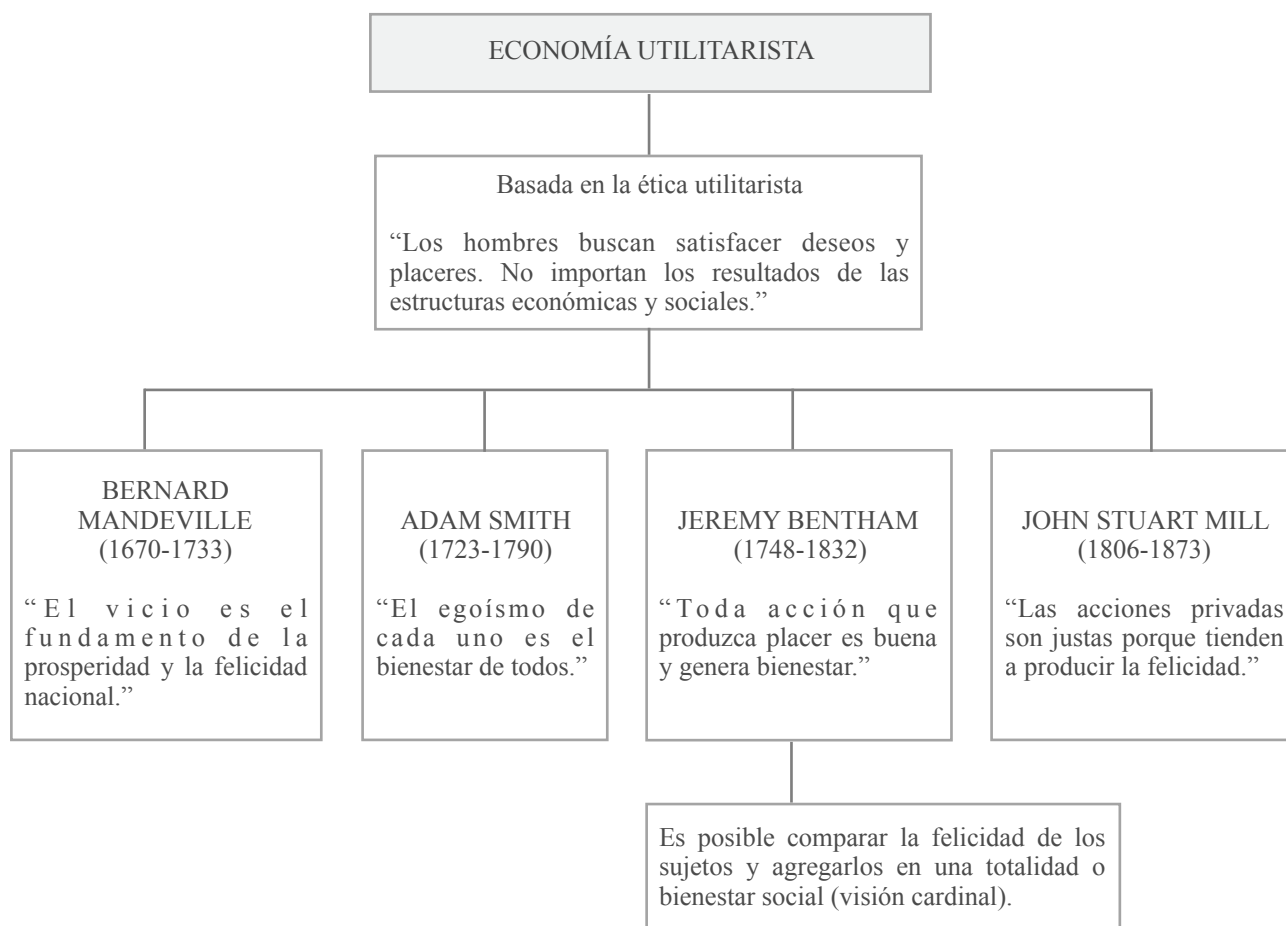 ECONOMÍA UTILITARISTA
Basada en la ética utilitarista
“Los hombres buscan satisfacer deseos y
placeres. No importan los resultados de las
estructuras económicas y sociales.”
BERNARD
MANDEVILLE
(1670-1733)
“El vicio es el
fundamento de la
prosperidad y la felicidad
nacional.”
ADAM SMITH
(1723-1790)
“El egoísmo de
cada uno es el
bienestar de todos.”
JEREMY BENTHAM
(1748-1832)
“Toda acción que
produzca placer es buena
y genera bienestar.”
JOHN STUART MILL
(1806-1873)
“Las acciones privadas
son justas porque tienden
a producir la felicidad.”
Es posible comparar la felicidad de los
sujetos y agregarlos en una totalidad o
bienestar social (visión cardinal).